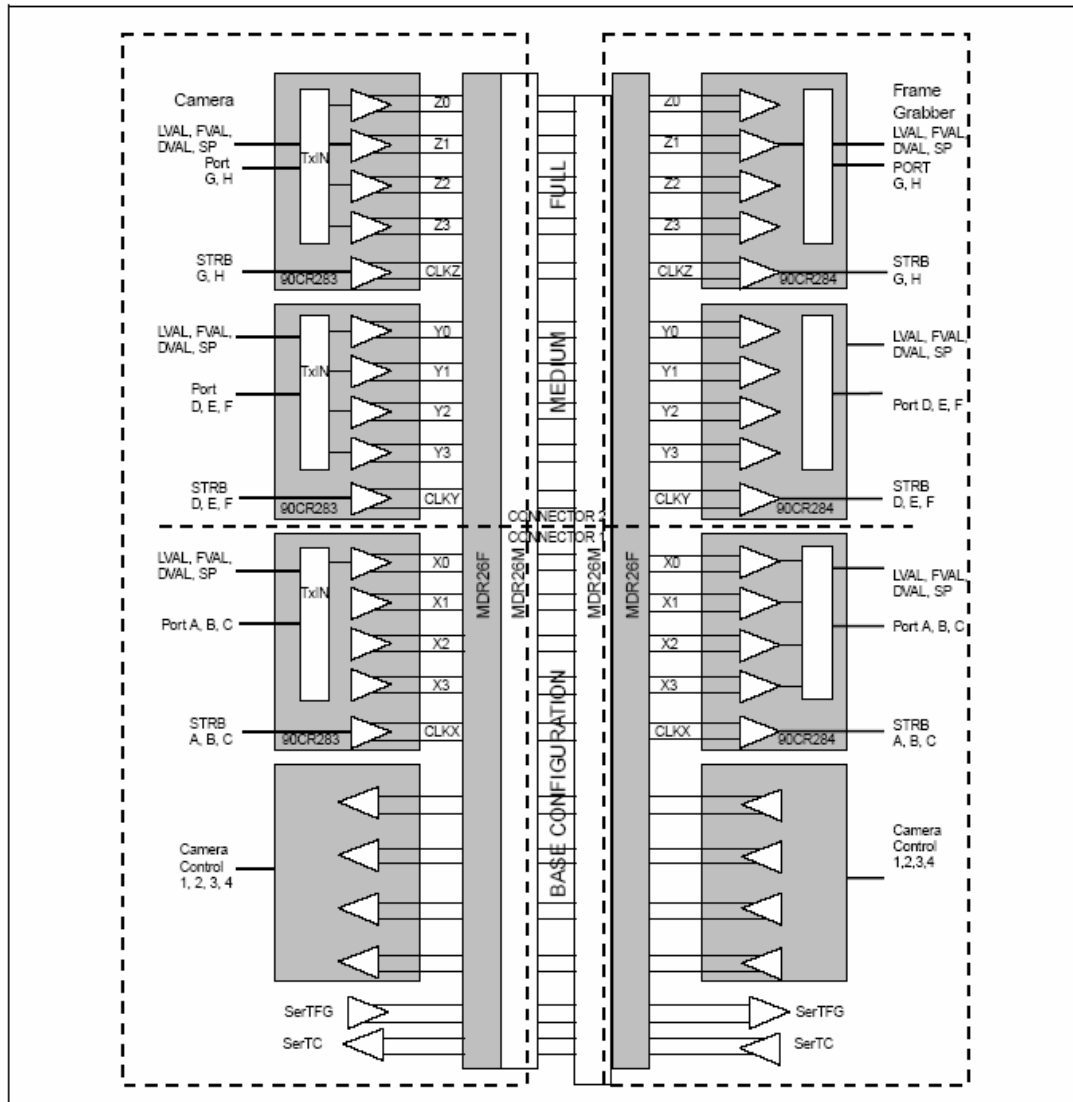 Camera
LVAL, FVAL,
DVAL, SP
Port
G, H
TxIN
STRB
G, H
90CR283
Z0
Z1
Z2
Z3
CLKZ
LVAL, FVAL,
DVAL, SP
Port
D, E, F
TxIN
STRB
D, E, F
90CR283
Y0
Y1
Y2
Y3
CLKY
LVAL, FVAL,
DVAL, SP
Port A, B, C
TxIN
STRB
A, B, C
90CR283
X0
X1
X2
X3
CLKX
Camera
Control
1, 2, 3, 4
SerTFG
SerTC
MDR26F
MDR26M
FULL
MEDIUM
CONNECTOR 2
CONNECTOR 1
BASE CONFIGURATION
MDR26M
MDR26F
Z0
Z1
Z2
Z3
CLKZ
90CR284
Frame
Grabber
LVAL, FVAL,
DVAL, SP
PORT
G, H
STRB
G, H
Y0
Y1
Y2
Y3
CLKY
90CR284
LVAL, FVAL,
DVAL, SP
Port D, E, F
STRB
D, E, F
X0
X1
X2
X3
CLKX
90CR284
LVAL, FVAL,
DVAL, SP
Port A, B, C
STRB
A, B, C
Camera
Control
1,2,3,4
SerTFG
SerTC